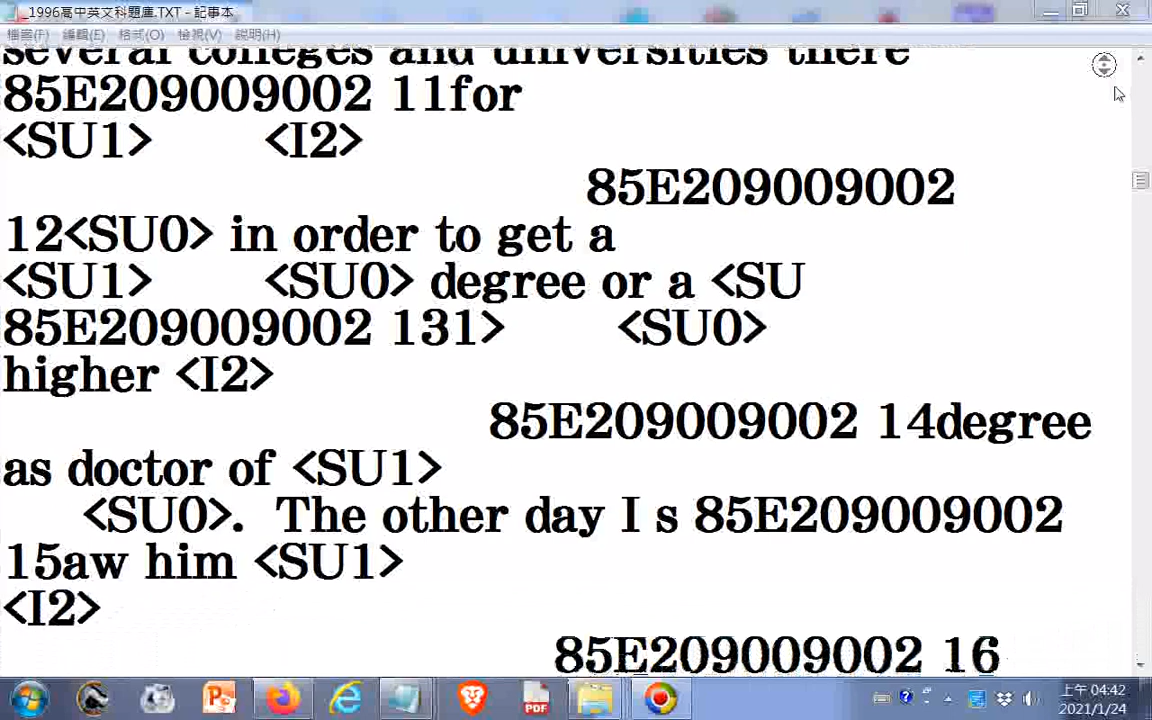 _1996高中英文科題庫.TXT - 記事本
檔案(F) 編輯(E) 格式(O) 檢視(V) 說明(H)
several colleges and universities there
85E209009002 11for
<SU1> <I2>
85E209009002
12<SU0> in order to get a
<SU1> <SU0> degree or a <SU
85E209009002 131> <SU0>
higher <I2>
85E209009002 14degree
as doctor of <SU1>
<SU0>. The other day I s 85E209009002
15aw him <SU1>
<I2>
85E209009002 16
PDF
上午 04:42
2021/1/24